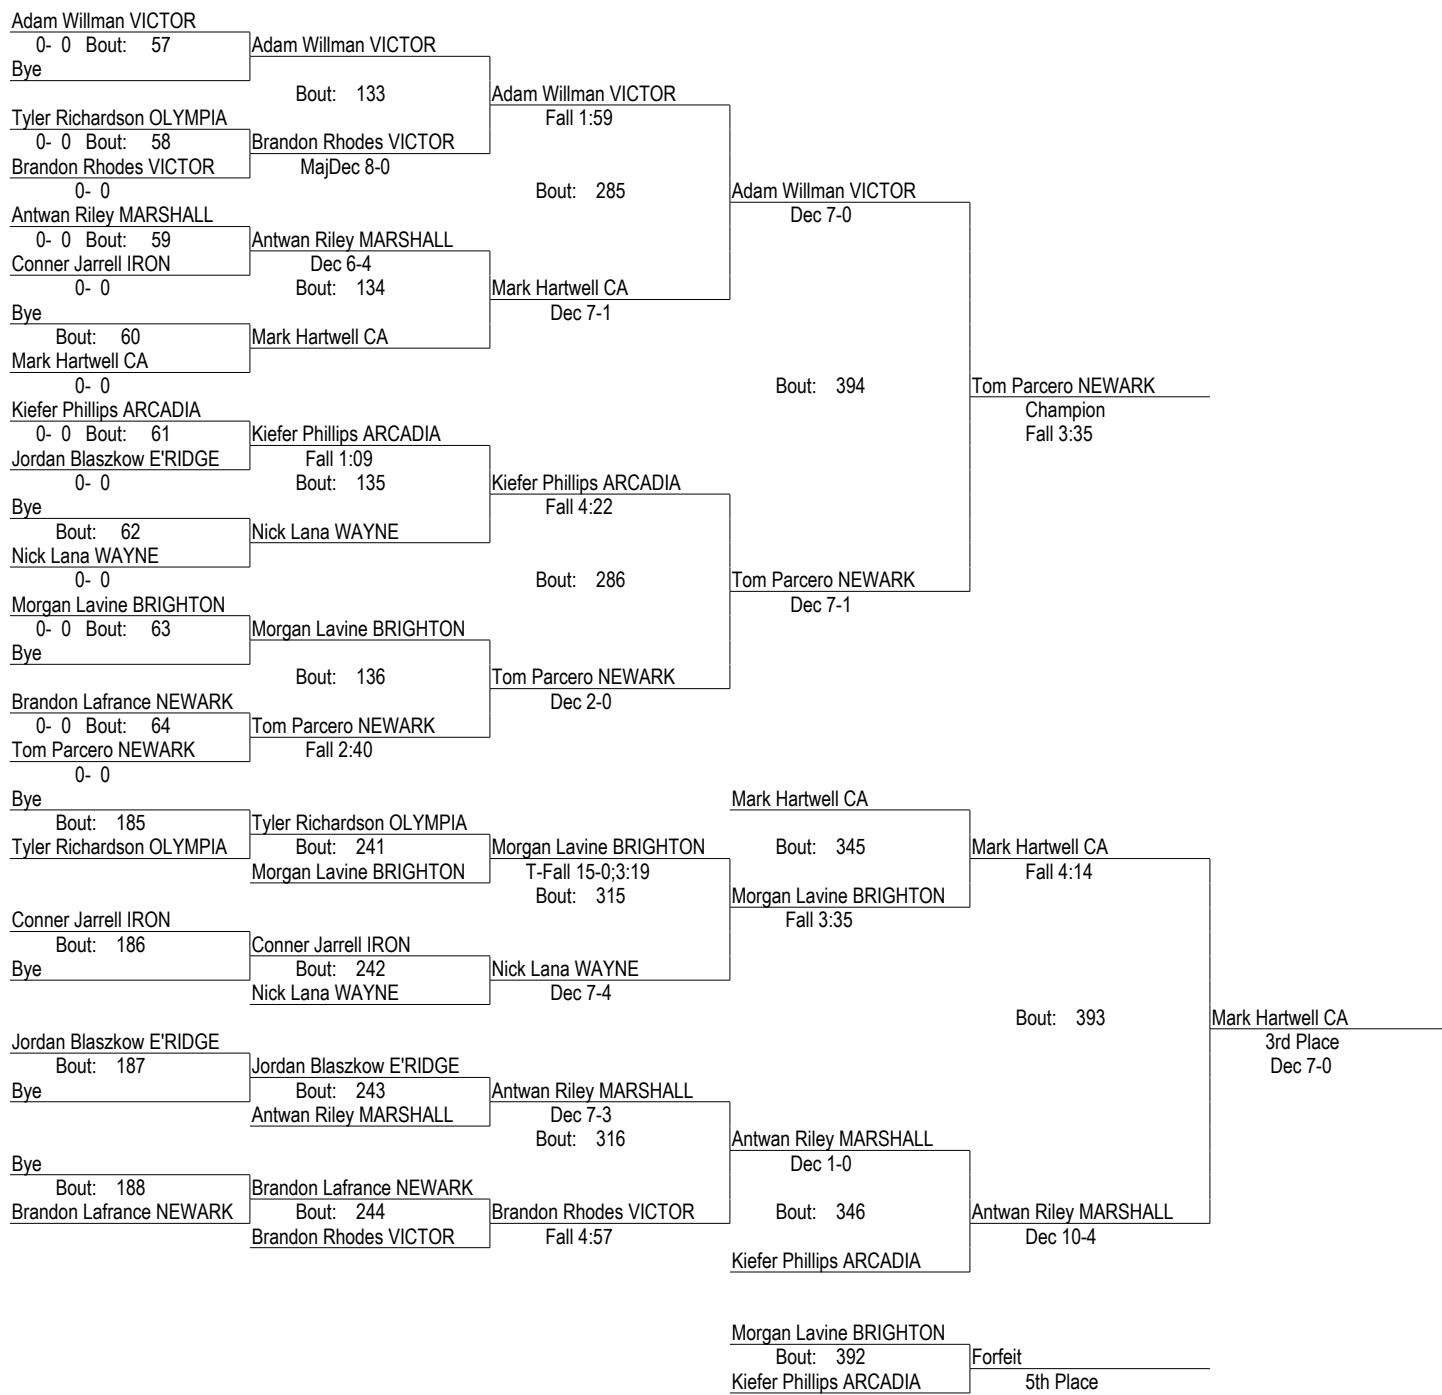 Adam Willman VICTOR
0- 0 Bout: 57
Adam Willman VICTOR
Bye
Bout: 133
Adam Willman VICTOR
Tyler Richardson OLYMPIA
Fall 1:59
0- 0 Bout: 58
Brandon Rhodes VICTOR
Brandon Rhodes VICTOR
MajDec 8-0
0- 0
Bout: 285
Adam Willman VICTOR
Antwan Riley MARSHALL
Dec 7-0
0- 0 Bout: 59
Antwan Riley MARSHALL
Conner Jarrell IRON
Dec 6-4
0- 0
Bout: 134
Mark Hartwell CA
Bye
Dec 7-1
Bout: 60
Mark Hartwell CA
Mark Hartwell CA
0- 0
Bout: 394
Tom Parcero NEWARK
Kiefer Phillips ARCADIA
Champion
0- 0 Bout: 61
Kiefer Phillips ARCADIA
Fall 3:35
Jordan Blaszkow E'RIDGE
Fall 1:09
0- 0
Bout: 135
Kiefer Phillips ARCADIA
Bye
Fall 4:22
Bout: 62
Nick Lana WAYNE
Nick Lana WAYNE
0- 0
Bout: 286
Tom Parcero NEWARK
Morgan Lavine BRIGHTON
Dec 7-1
0- 0 Bout: 63
Morgan Lavine BRIGHTON
Bye
Bout: 136
Tom Parcero NEWARK
Brandon Lafrance NEWARK
Dec 2-0
0- 0 Bout: 64
Tom Parcero NEWARK
Tom Parcero NEWARK
Fall 2:40
0- 0
Bye
Mark Hartwell CA
Bout: 185
Tyler Richardson OLYMPIA
Tyler Richardson OLYMPIA
Bout: 241
Morgan Lavine BRIGHTON
Bout: 345
Mark Hartwell CA
Morgan Lavine BRIGHTON
T-Fall 15-0;3:19
Fall 4:14
Bout: 315
Morgan Lavine BRIGHTON
Conner Jarrell IRON
Fall 3:35
Bout: 186
Conner Jarrell IRON
Bye
Bout: 242
Nick Lana WAYNE
Nick Lana WAYNE
Dec 7-4
Bout: 393
Mark Hartwell CA
Jordan Blaszkow E'RIDGE
3rd Place
Bout: 187
Jordan Blaszkow E'RIDGE
Dec 7-0
Bye
Bout: 243
Antwan Riley MARSHALL
Antwan Riley MARSHALL
Dec 7-3
Bout: 316
Antwan Riley MARSHALL
Bye
Dec 1-0
Bout: 188
Brandon Lafrance NEWARK
Brandon Lafrance NEWARK
Bout: 244
Brandon Rhodes VICTOR
Bout: 346
Antwan Riley MARSHALL
Brandon Rhodes VICTOR
Fall 4:57
Dec 10-4
Kiefer Phillips ARCADIA
Morgan Lavine BRIGHTON
Bout: 392
Forfeit
Kiefer Phillips ARCADIA
5th Place